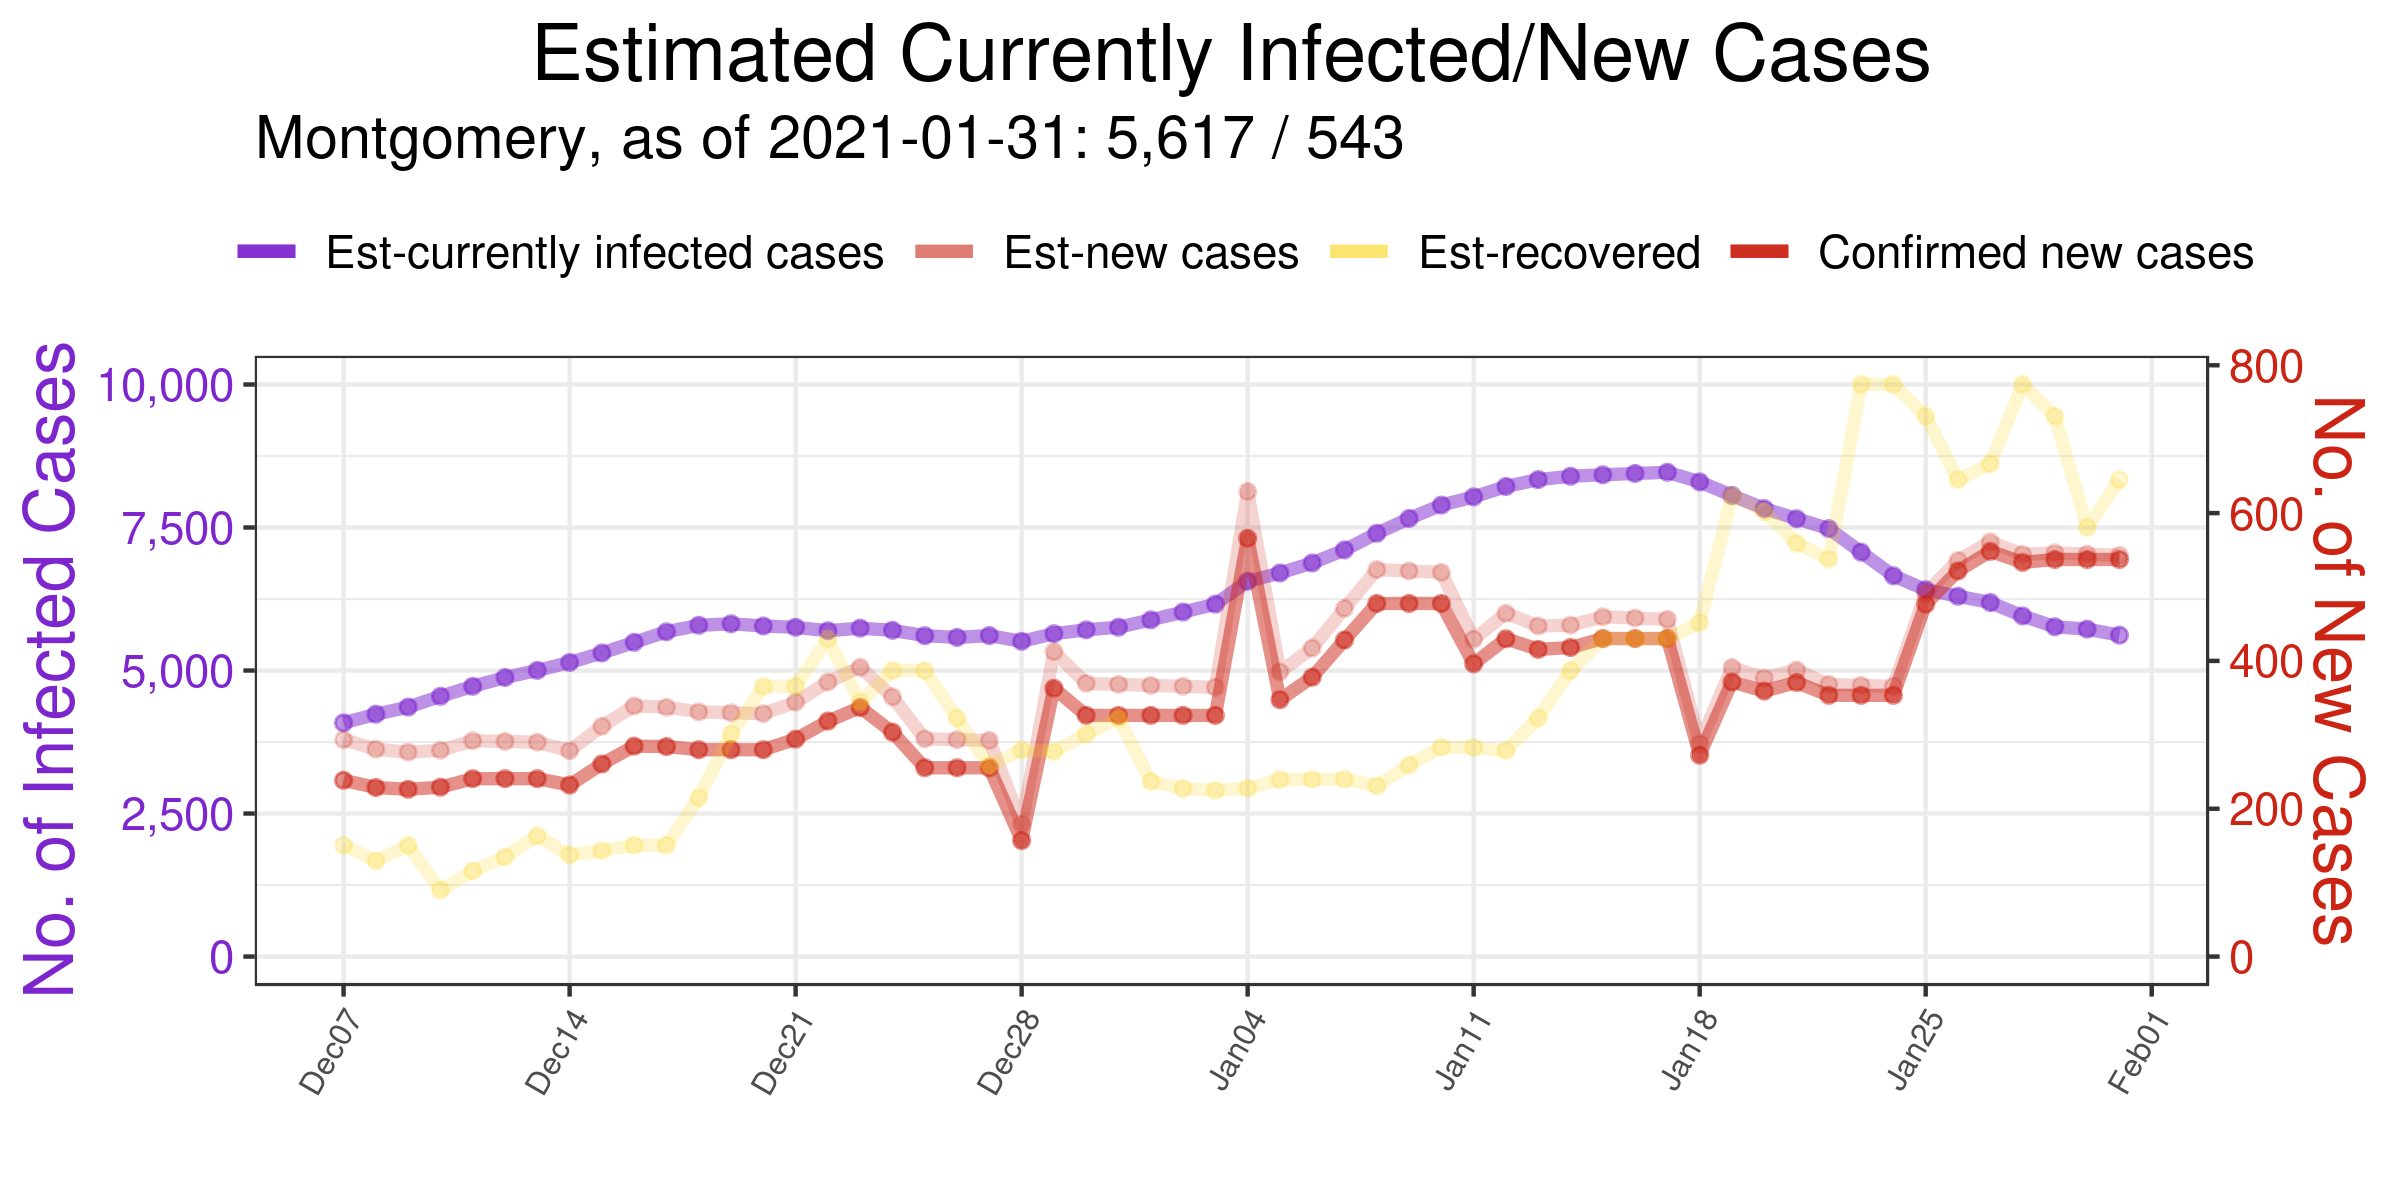 Estimated Currently Infected/New Cases
Montgomery, as of 2021-01-31: 5,617 / 543
Est-currently infected cases Est-new cases Est-recovered Confirmed new cases
No. of Infected Cases
10,000
7,500
5,000
2,500
0
800
600
400
200
0
No. of New Cases
Dec07 Dec14 Dec21 Dec28 Jan04 Jan11 Jan18 Jan25 Feb01